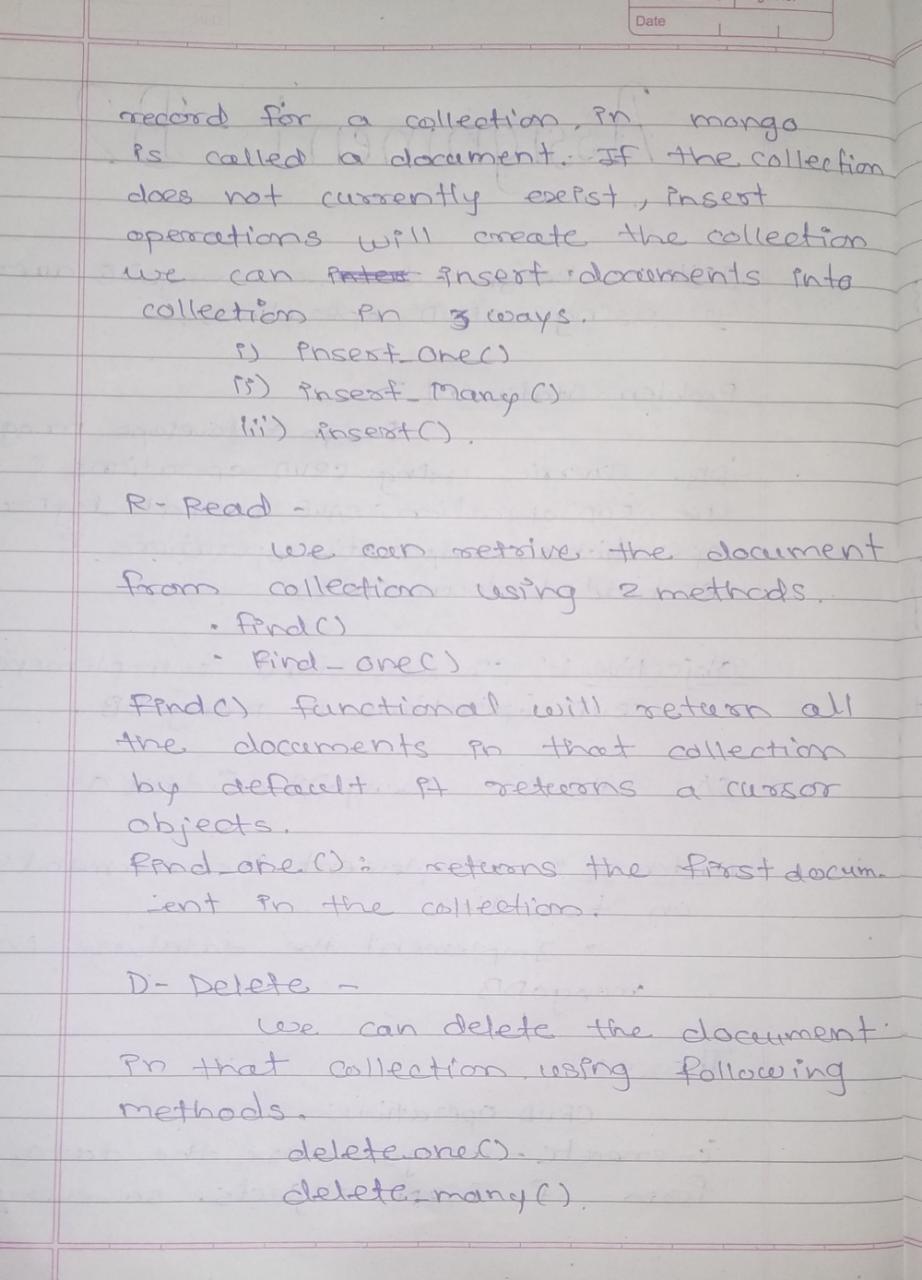 Date
record for a collection in mongo
is called a document. If the collection
does not currently exist, insert
operations will create the collection
we can insert documents into
collection in 3 ways.
i) insert_one()
ii) insert_Many()
iii) insert().
R - Read -
we can retrive the document
from collection using 2 methods.
• find()
• find_one()
find() functional will return all
the documents in that collection
by default it returns a cursor
objects.
find_one() : returns the first docum-
ent in the collection.
D- Delete -
we can delete the document
in that collection using following
methods.
delete_one().
delete_many().